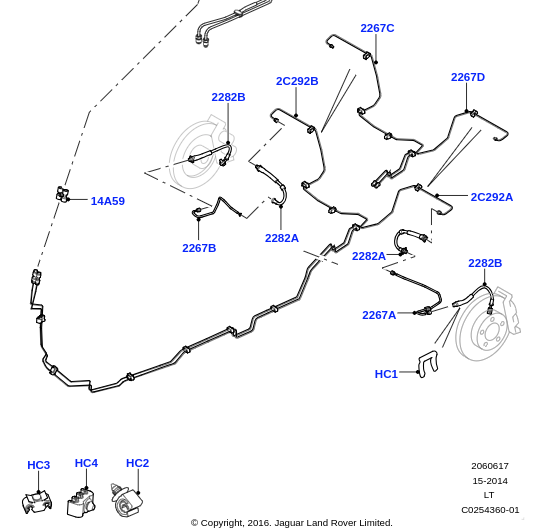 2267C
2267D
2C292B
2282B
14A59
2C292A
2267B
2282A
2282A
2282B
2267A
HC1
HC3
HC4
HC2
2060617
15-2014
LT
C0254360-01
© Copyright, 2016. Jaguar Land Rover Limited.